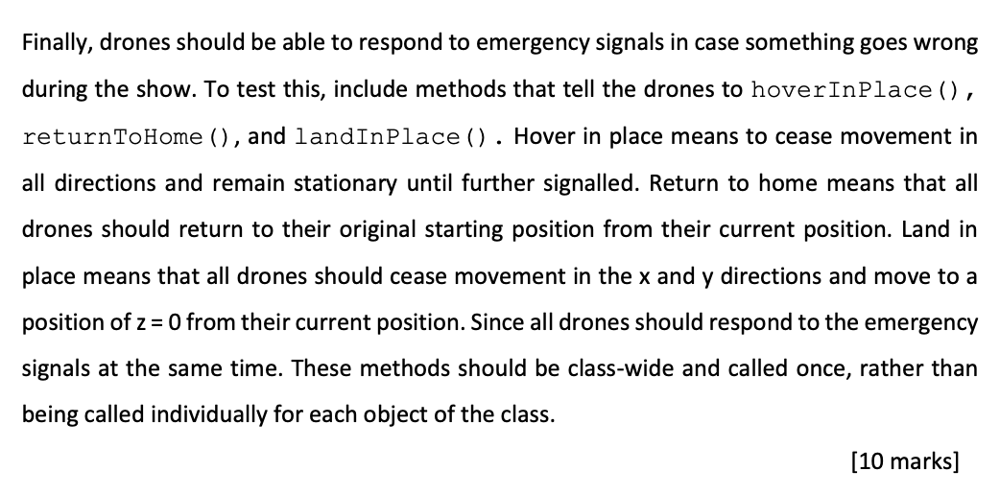 Finally, drones should be able to respond to emergency signals in case something goes wrong
during the show. To test this, include methods that tell the drones to hoverInPlace(),
returnToHome(), and landInPlace(). Hover in place means to cease movement in
all directions and remain stationary until further signalled. Return to home means that all
drones should return to their original starting position from their current position. Land in
place means that all drones should cease movement in the x and y directions and move to a
position of z = 0 from their current position. Since all drones should respond to the emergency
signals at the same time. These methods should be class-wide and called once, rather than
being called individually for each object of the class.
[10 marks]